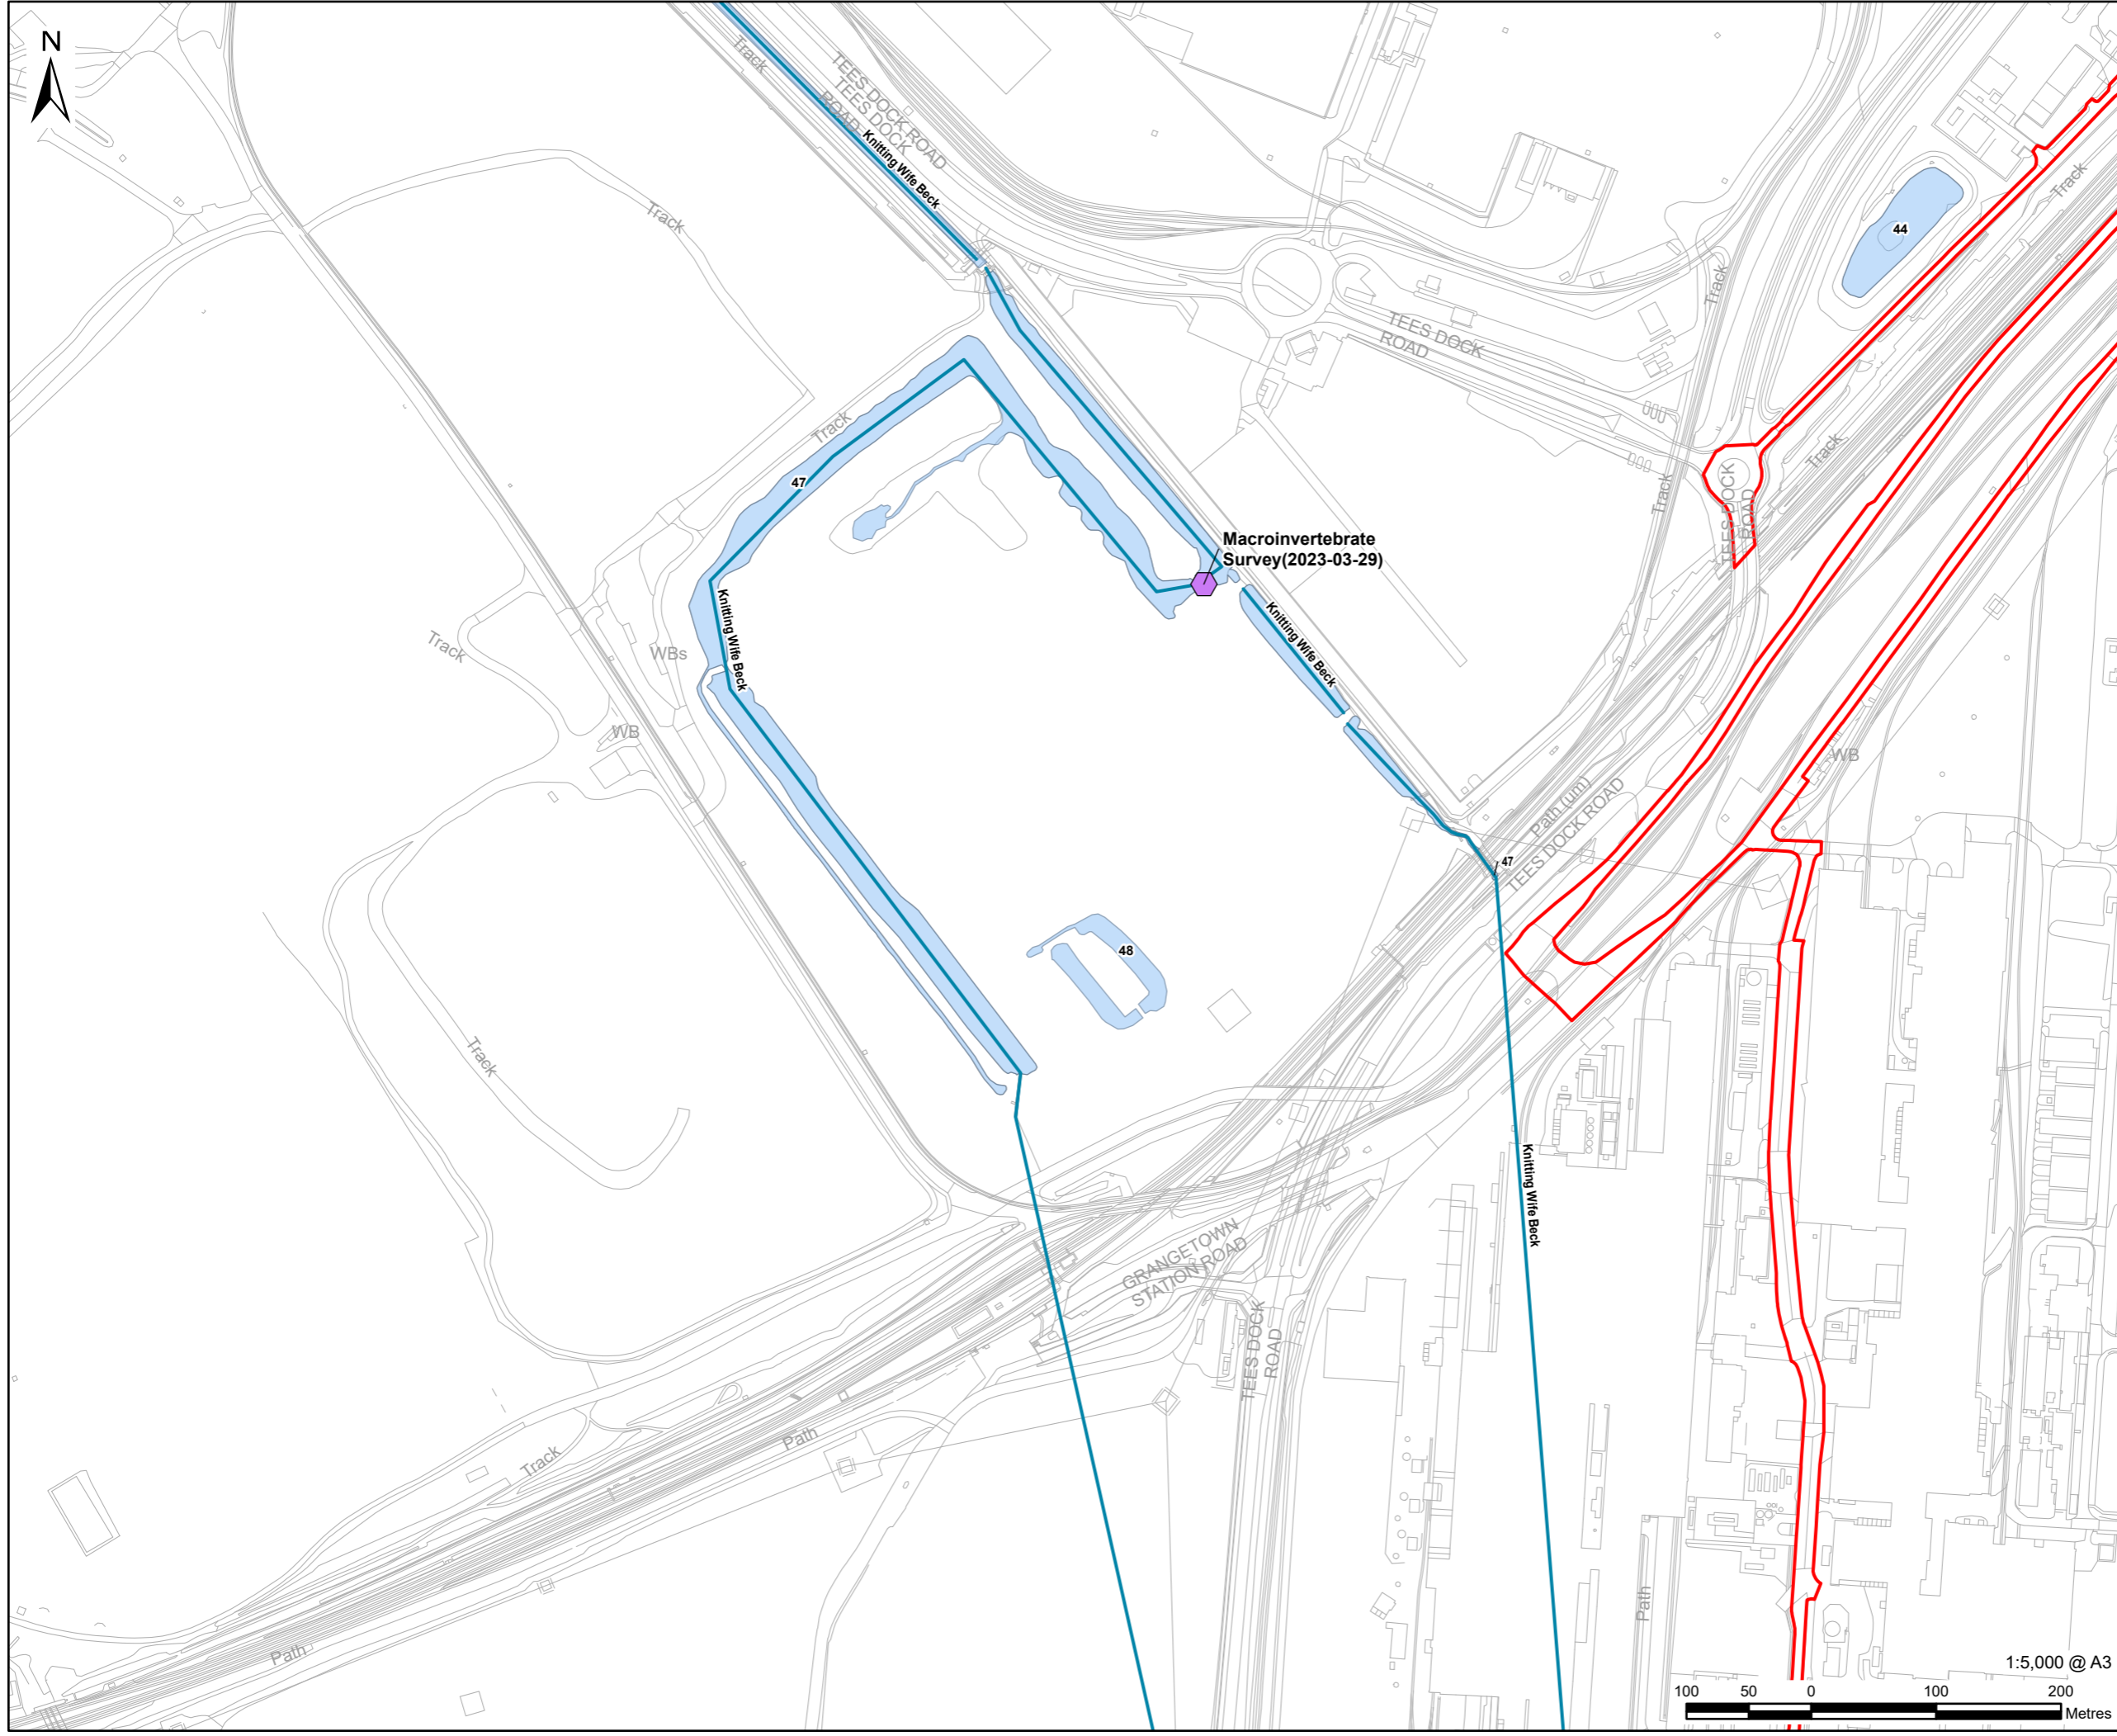 N
Track
TEES DOCK ROAD
TEES DOCK
ROAD
Knitting Wife Beck
Track
Track
44
Track
TEES DOCK
ROAD
Track
47
Track
Track
TEES DOCK
ROAD
Macroinvertebrate
Survey(2023-03-29)
Knitting Wife Beck
Knitting Wife Beck
Track
WBs
WB
WB
Path (um)
TEES DOCK ROAD
47
48
Track
Knitting Wife Beck
GRANGETOWN
STATION ROAD
TEES DOCK
ROAD
Path
Track
Path
Path
1:5,000 @ A3
100 50 0 100 200
Metres